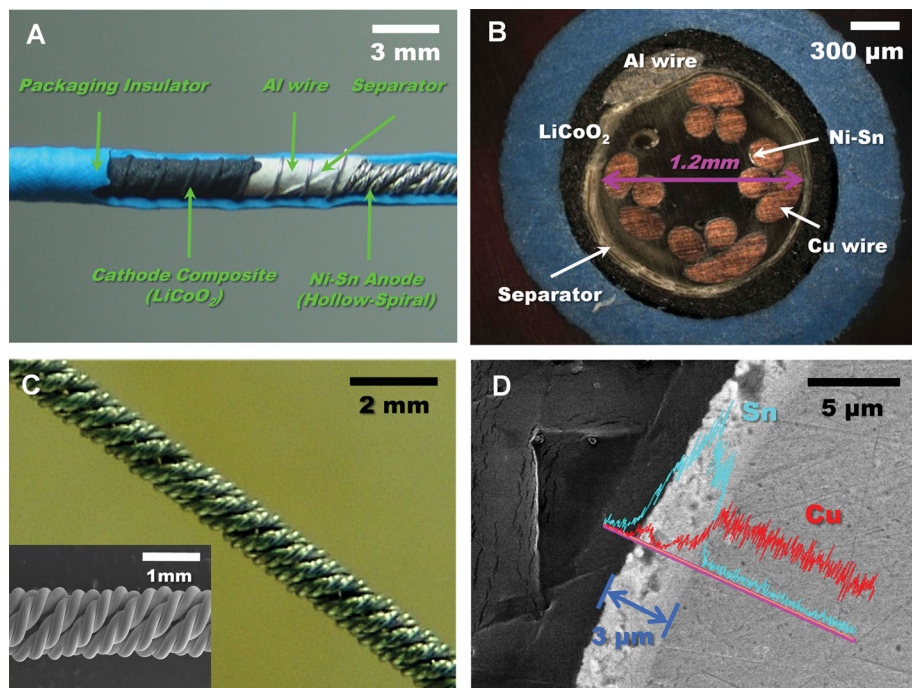 A
3 mm
Packaging Insulator
Al wire
Separator
Cathode Composite
(LiCoO₂)
Ni-Sn Anode
(Hollow-Spiral)
B
300 µm
Al wire
LiCoO₂
Ni-Sn
1.2mm
Cu wire
Separator
C
2 mm
1mm
D
5 µm
Sn
Cu
3 µm